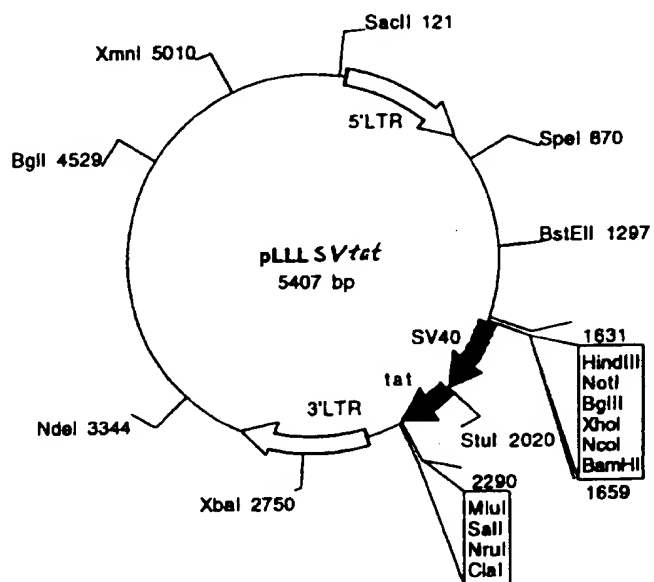 SacII 121
XmnI 5010
5'LTR
SpeI 870
BglI 4529
BstEII 1297
pLLLSVtat
5407 bp
SV40
1631
HindIII
NotI
BglII
XhoI
NcoI
BamHI
1659
tat
StuI 2020
3'LTR
NdeI 3344
XbaI 2750
2290
MluI
SalI
NruI
ClaI